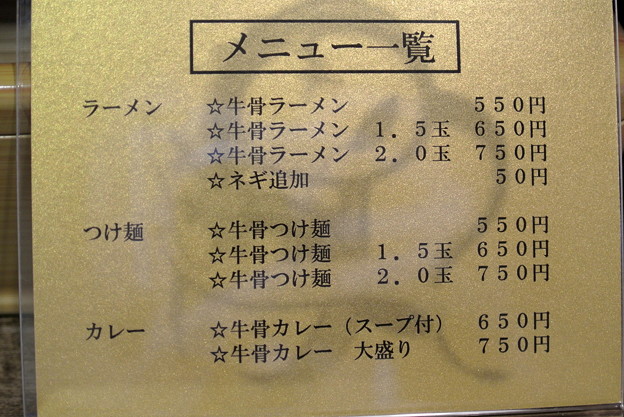 メニュー一覧
ラーメン ☆牛骨ラーメン ５５０円
☆牛骨ラーメン １．５玉 ６５０円
☆牛骨ラーメン ２．０玉 ７５０円
☆ネギ追加 ５０円
つけ麺 ☆牛骨つけ麺 ５５０円
☆牛骨つけ麺 １．５玉 ６５０円
☆牛骨つけ麺 ２．０玉 ７５０円
カレー ☆牛骨カレー（スープ付） ６５０円
☆牛骨カレー 大盛り ７５０円